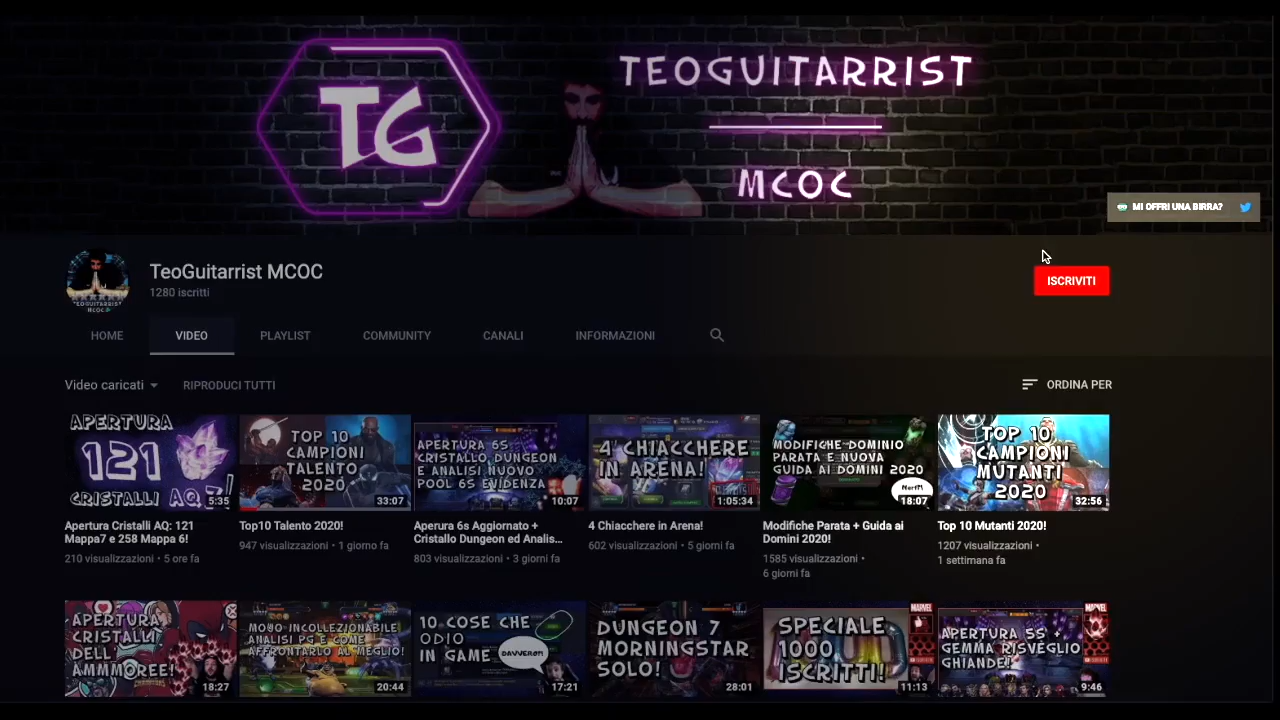 TG
TEOGUITARRIST
MCOC
MI OFFRI UNA BIRRA?
TeoGuitarrist MCOC
1280 iscritti
ISCRIVITI
HOME VIDEO PLAYLIST COMMUNITY CANALI INFORMAZIONI
Video caricati RIPRODUCI TUTTI ORDINA PER
APERTURA
121
CRISTALLI AQ 7!
5:35
TOP 10
CAMPIONI
TALENTO
2020
33:07
APERTURA 6S
CRISTALLO DUNGEON
E ANALISI NUOVO
POOL 6S EVIDENZA
10:07
4 CHIACCHERE
IN ARENA!
1:05:34
MODIFICHE DOMINIO
PARATA E NUOVA
GUIDA AI DOMINI 2020
18:07
TOP 10
CAMPIONI
MUTANTI
2020
32:56
Apertura Cristalli AQ: 121
Mappa7 e 258 Mappa 6!
210 visualizzazioni • 5 ore fa
Top10 Talento 2020!
947 visualizzazioni • 1 giorno fa
Aperura 6s Aggiornato +
Cristallo Dungeon ed Analis...
803 visualizzazioni • 3 giorni fa
4 Chiacchere in Arena!
602 visualizzazioni • 5 giorni fa
Modifiche Parata + Guida ai
Domini 2020!
1585 visualizzazioni •
6 giorni fa
Top 10 Mutanti 2020!
1207 visualizzazioni •
1 settimana fa
APERTURA
CRISTALLI
DELL'
AMMMOREE!
18:27
MOJO INCOLLEZIONABILE
ANALISI PG E COME
AFFRONTARLO AL MEGLIO!
20:44
10 COSE CHE
ODIO
IN GAME
DAVVERO?!
17:21
DUNGEON 7
MORNINGSTAR
SOLO!
28:01
SPECIALE
1000
ISCRITTI!
MARVEL
11:13
APERTURA 5S +
GEMMA RISVEGLIO
GHIANDE!
MARVEL
9:46